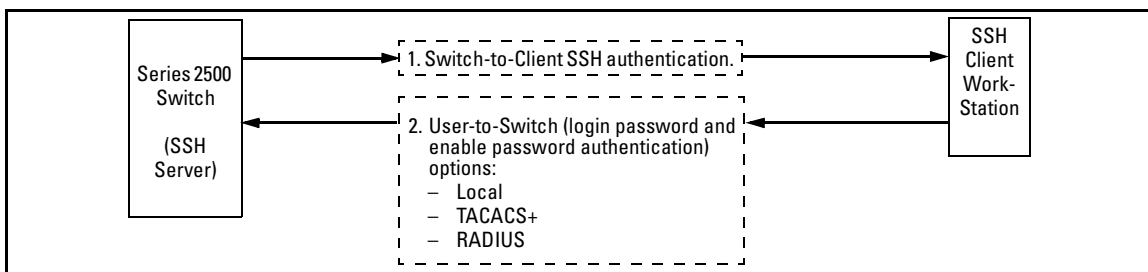 Series 2500
Switch
(SSH
Server)
1. Switch-to-Client SSH authentication.
2. User-to-Switch (login password and
enable password authentication)
options:
– Local
– TACACS+
– RADIUS
SSH
Client
Work-
Station